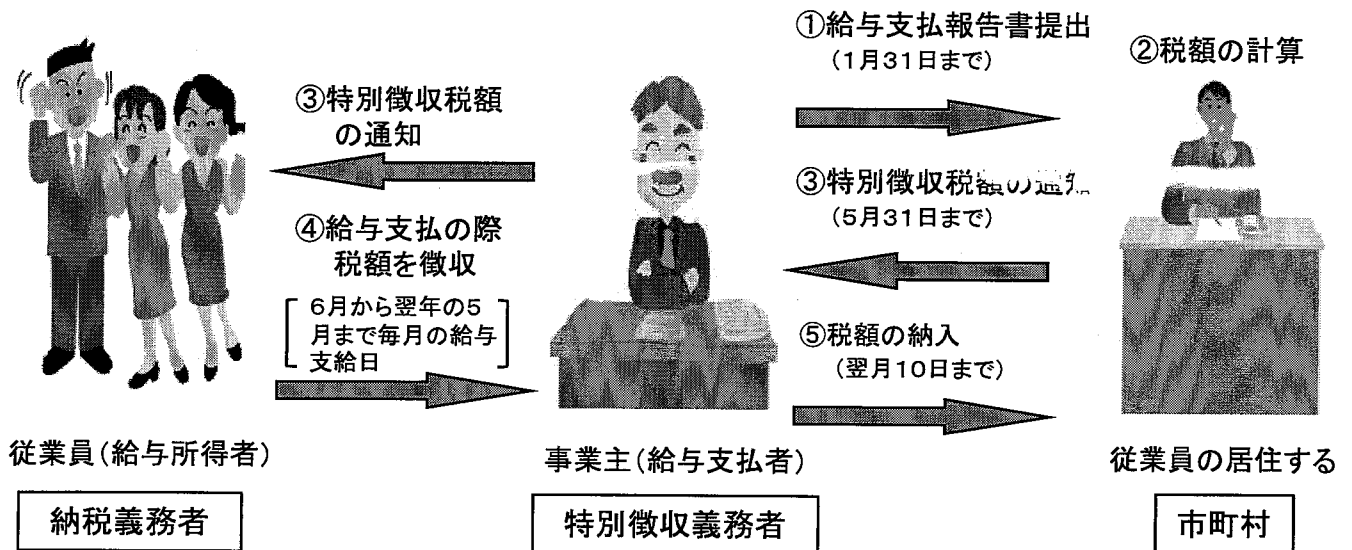 ①給与支払報告書提出
(1月31日まで)
②税額の計算
③特別徴収税額
の通知
③特別徴収税額の通知
(5月31日まで)
④給与支払の際
税額を徴収
6月から翌年の5
月まで毎月の給与
支給日
⑤税額の納入
(翌月10日まで)
従業員(給与所得者)
事業主(給与支払者)
従業員の居住する
納税義務者
特別徴収義務者
市町村